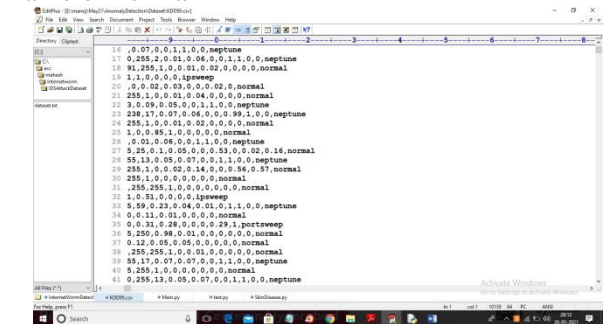 EditPlus - [E:\manoj\May21\AnomalyDetection\Dataset\KDD99.csv]
File Edit View Search Document Project Tools Browser Window Help
Directory Cliptext
[C:]
C:\
acc
mahesh
Internetworm
IDSAttackDataset
dataset.txt
16 ,0.07,0,0,1,1,0,0,neptune
17 0,255,2,0.01,0.06,0,0,1,1,0,0,neptune
18 91,255,1,0,0.01,0.02,0,0,0,0,normal
19 1,1,0,0,0,0,ipsweep
20 ,0,0.02,0.03,0,0,0.02,0,normal
21 255,1,0,0.01,0.04,0,0,0,0,normal
22 3,0.09,0.05,0,0,1,1,0,0,neptune
23 238,17,0.07,0.06,0,0,0.99,1,0,0,neptune
24 255,1,0,0.01,0.02,0,0,0,0,normal
25 1,0,0.85,1,0,0,0,0,normal
26 ,0.01,0.06,0,0,1,1,0,0,neptune
27 5,25,0.1,0.05,0,0,0.53,0,0.02,0.16,normal
28 55,13,0.05,0.07,0,0,1,1,0,0,neptune
29 255,1,0,0.02,0.14,0,0,0.56,0.57,normal
30 255,1,0,0,0,0,0,0,normal
31 ,255,255,1,0,0,0,0,0,0,0,normal
32 1,0.51,0,0,0,0,ipsweep
33 5,59,0.23,0.04,0.01,0,1,1,0,0,neptune
34 0,0.11,0.01,0,0,0,0,normal
35 0,0.31,0.28,0,0,0,0.29,1,portsweep
36 5,250,0.98,0.01,0,0,0,0,0,0,normal
37 0.12,0.05,0.05,0,0,0,0,0,normal
38 ,255,255,1,0,0.01,0,0,0,0,0,normal
39 55,17,0.07,0.07,0,0,1,1,0,0,neptune
40 5,255,1,0,0,0,0,0,0,0,normal
41 0,255,13,0.05,0.07,0,0,1,1,0,0,neptune
Activate Windows
Go to Settings to activate Windows.
All Files (*.*)
InternetWormDetect KDD99.csv Main.py test.py SkinDisease.py
For Help, press F1 ln 1 col 1 10139 64 PC ANSI
Search
20:12
26-05-2021